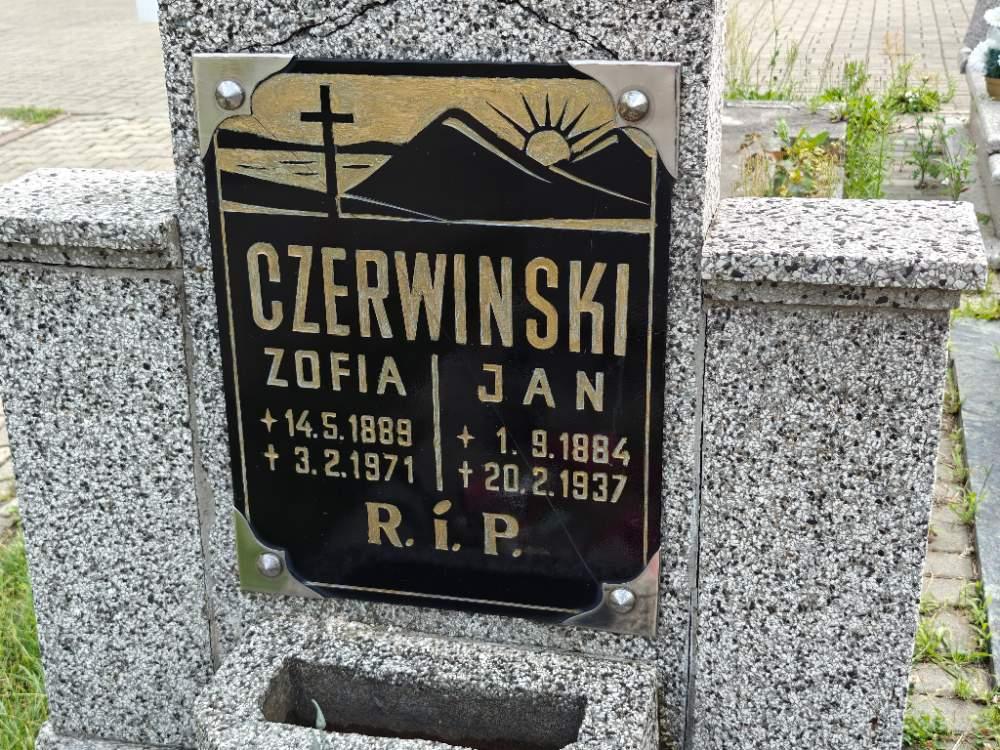 CZERWINSKI
ZOFIA
+ 14.5.1889
† 3.2.1971
JAN
+ 1.9.1884
† 20.2.1937
R.i.P.